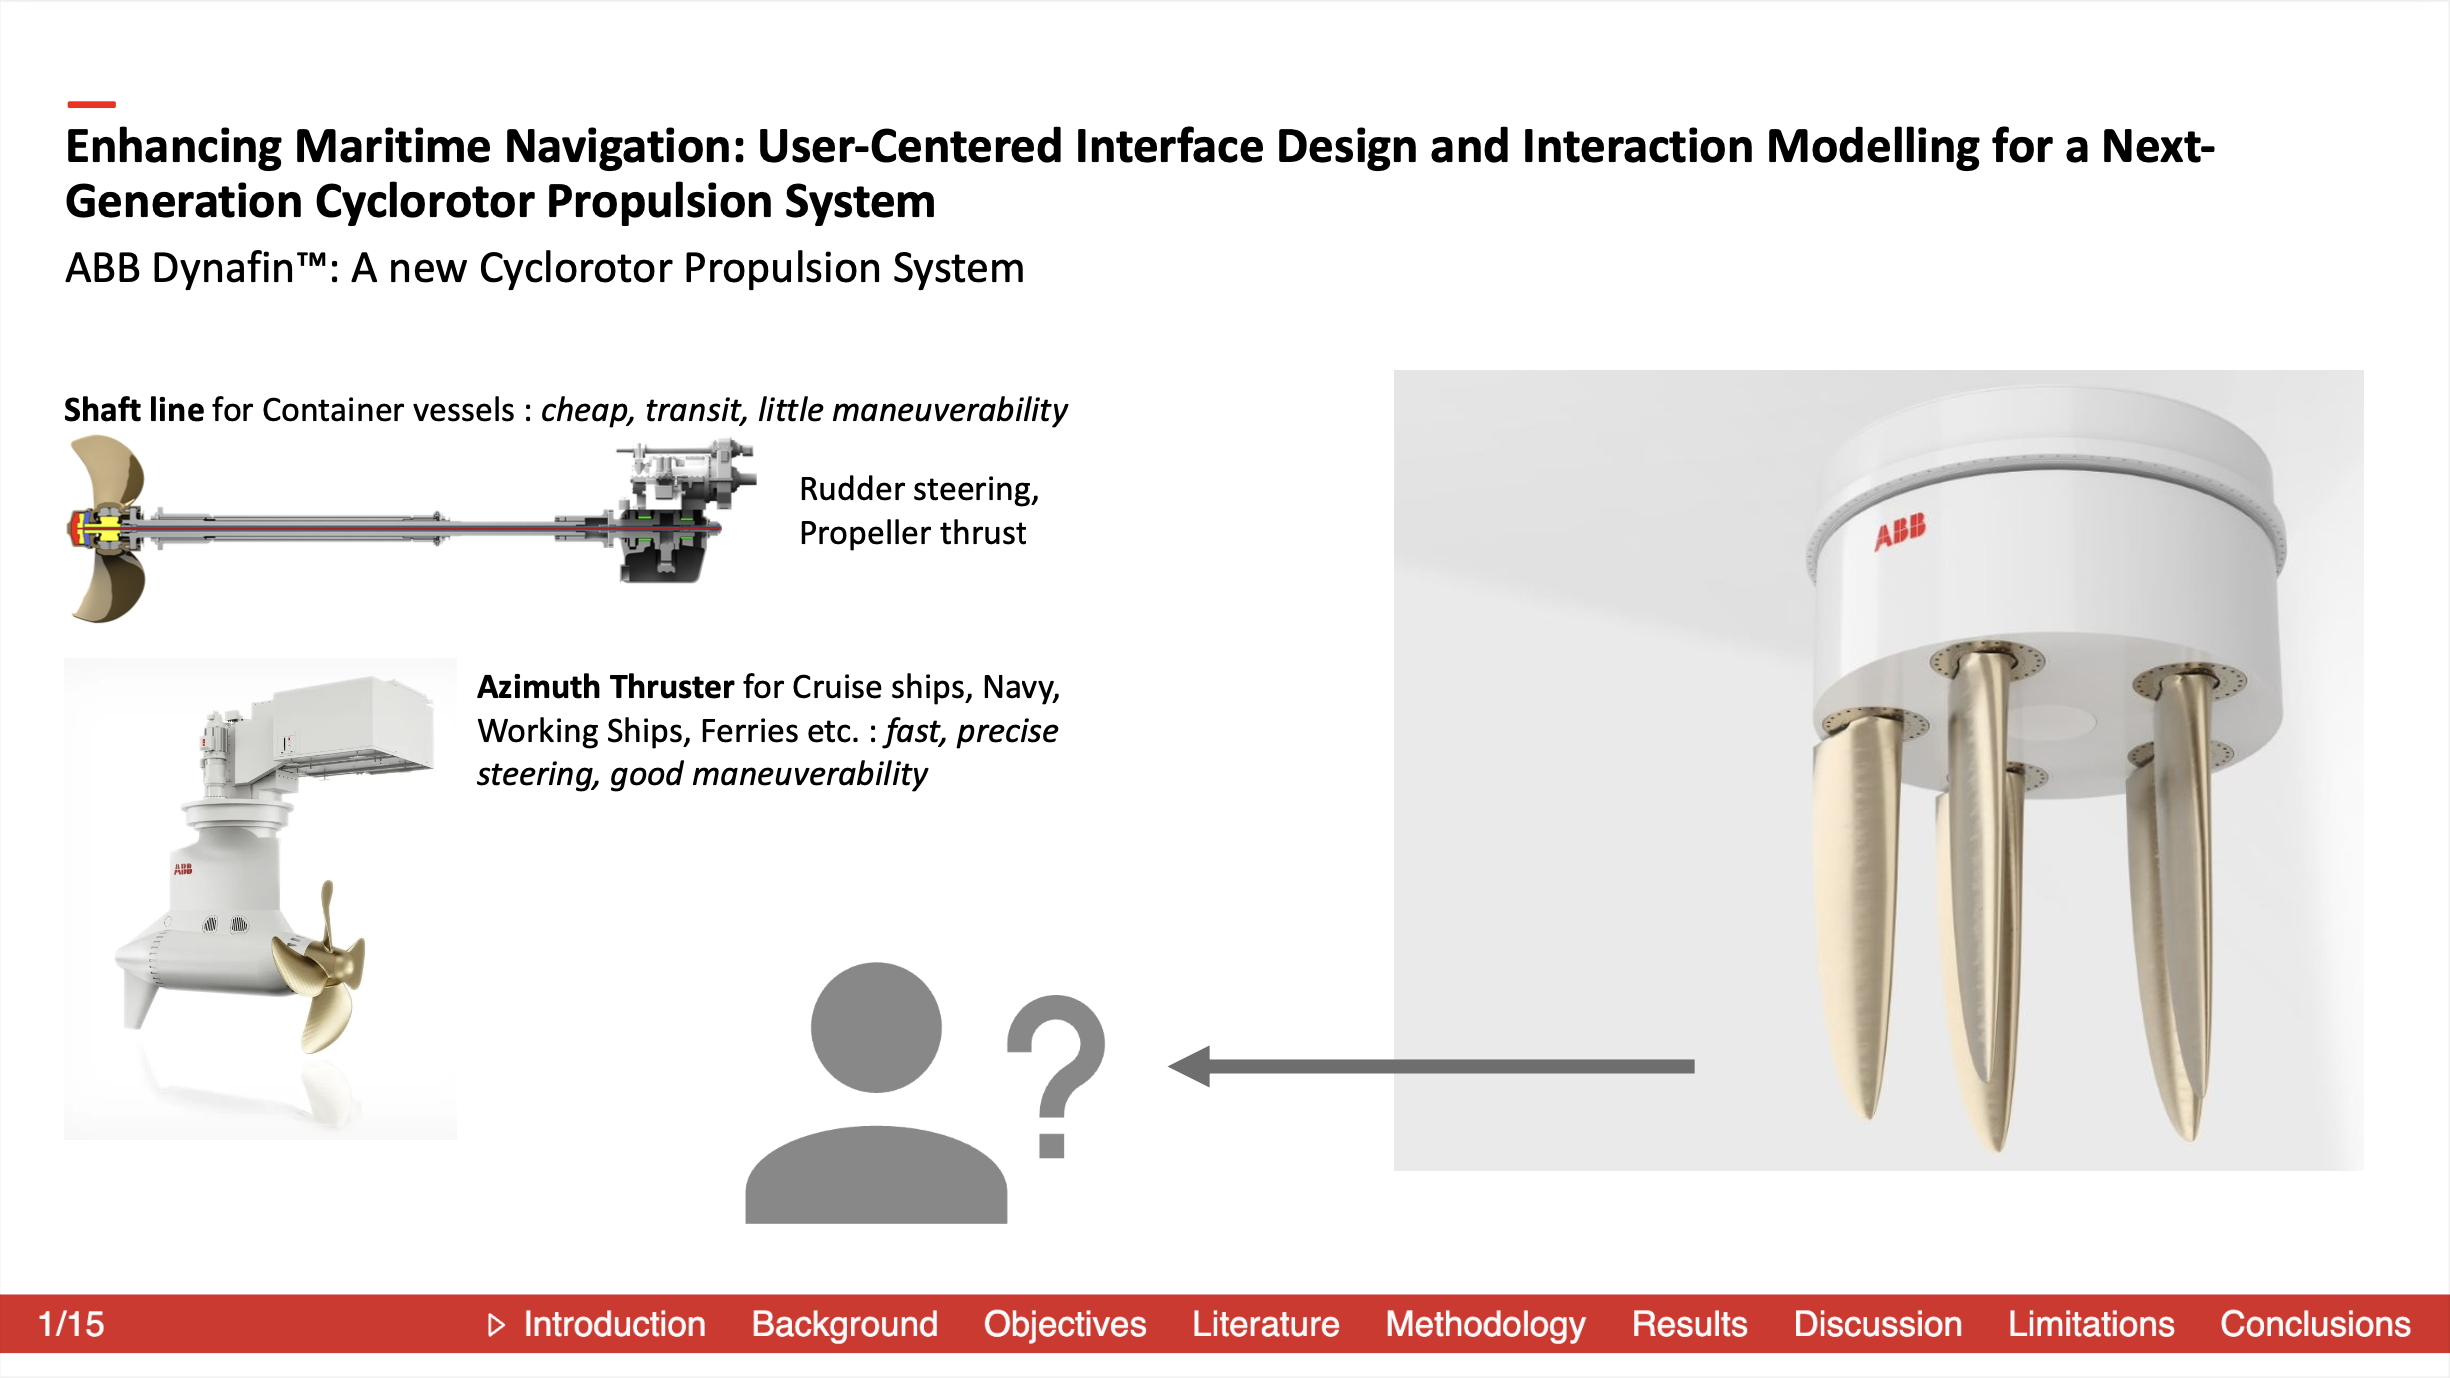 Enhancing Maritime Navigation: User-Centered Interface Design and Interaction Modelling for a Next-
Generation Cyclorotor Propulsion System
ABB Dynafin™: A new Cyclorotor Propulsion System
Shaft line for Container vessels : cheap, transit, little maneuverability
Rudder steering,
Propeller thrust
Azimuth Thruster for Cruise ships, Navy,
Working Ships, Ferries etc. : fast, precise
steering, good maneuverability
ABB
ABB
?
1/15
Introduction Background Objectives Literature Methodology Results Discussion Limitations Conclusions